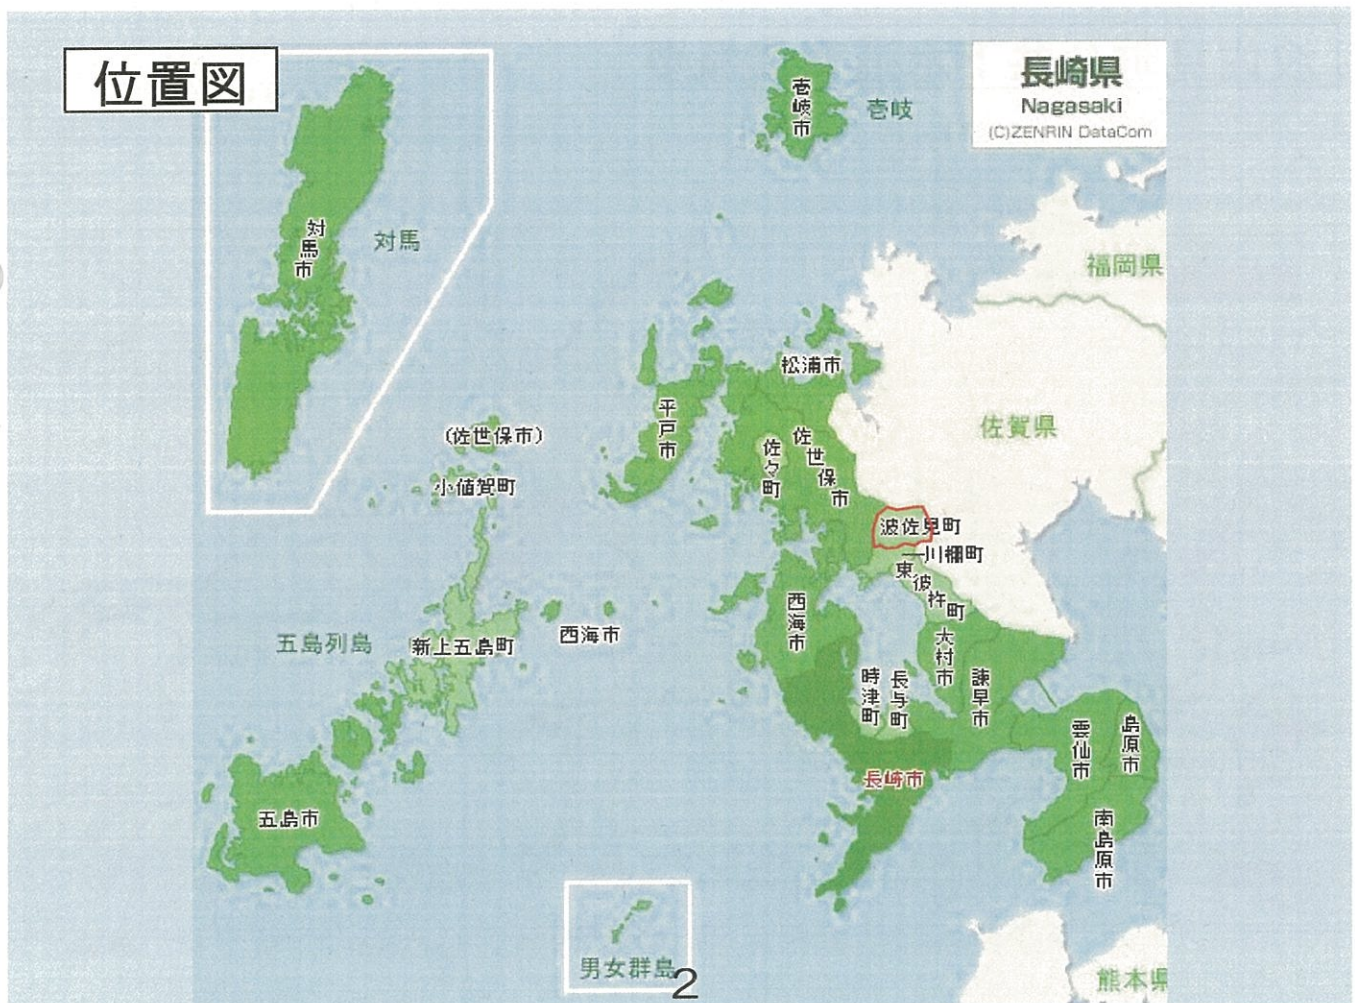 位置図
長崎県
Nagasaki
(C)ZENRIN DataCom
壱岐市
壱岐
対馬市
対馬
福岡県
松浦市
平戸市
佐賀県
(佐世保市)
佐々町
佐世保市
小値賀町
波佐見町
川棚町
東彼杵町
西海市
西海市
五島列島
新上五島町
大村市
時津町
長与町
諫早市
雲仙市
島原市
長崎市
五島市
南島原市
男女群島
熊本県
2